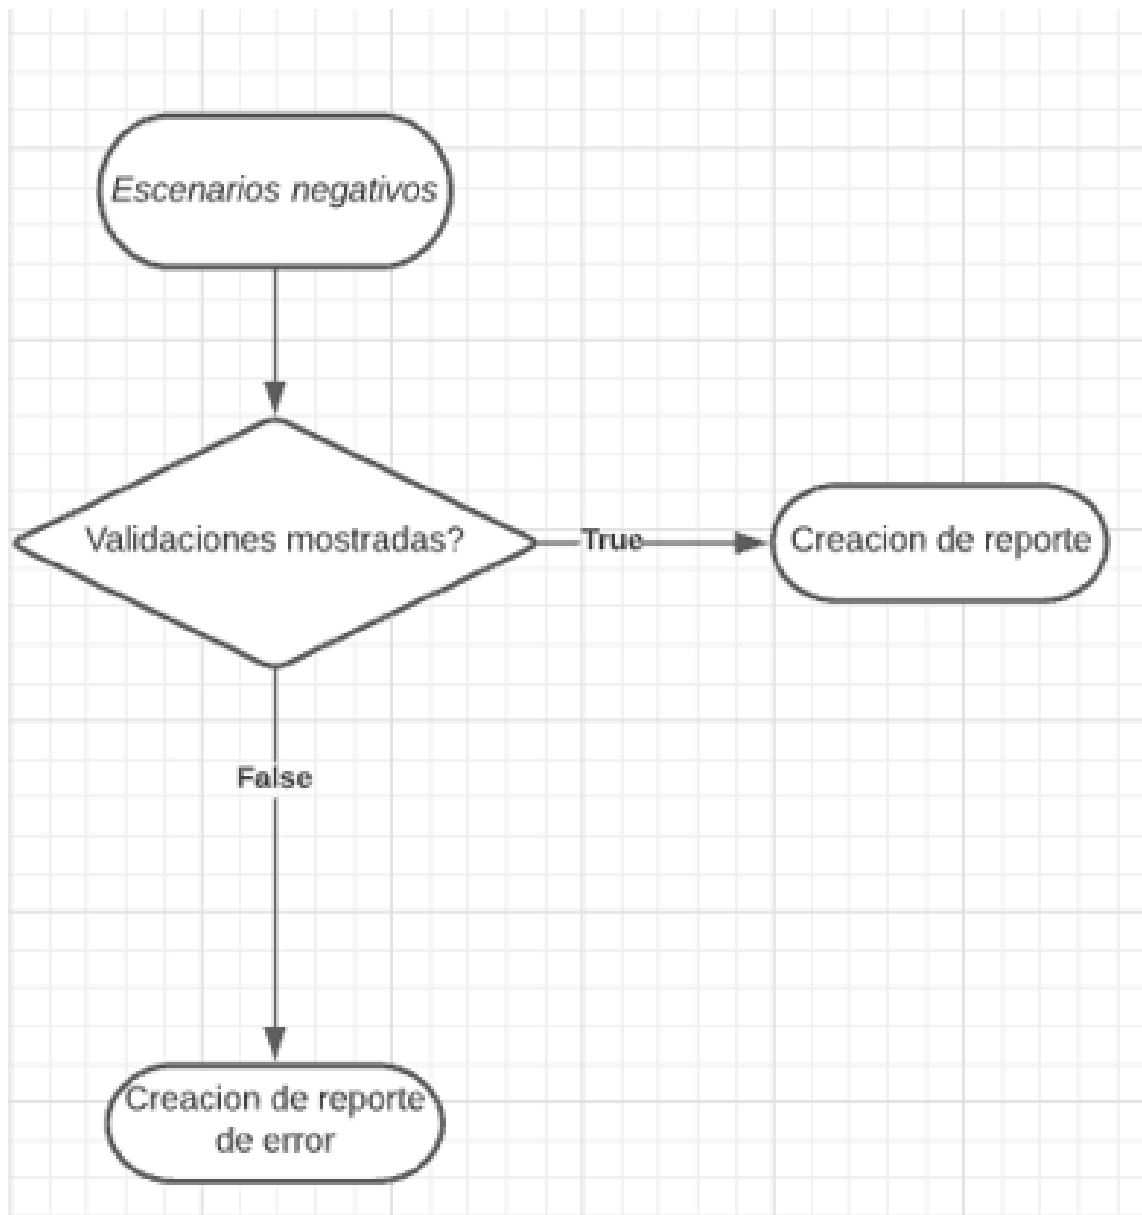 Escenarios negativos
Validaciones mostradas?
True
Creacion de reporte
False
Creacion de reporte
de error